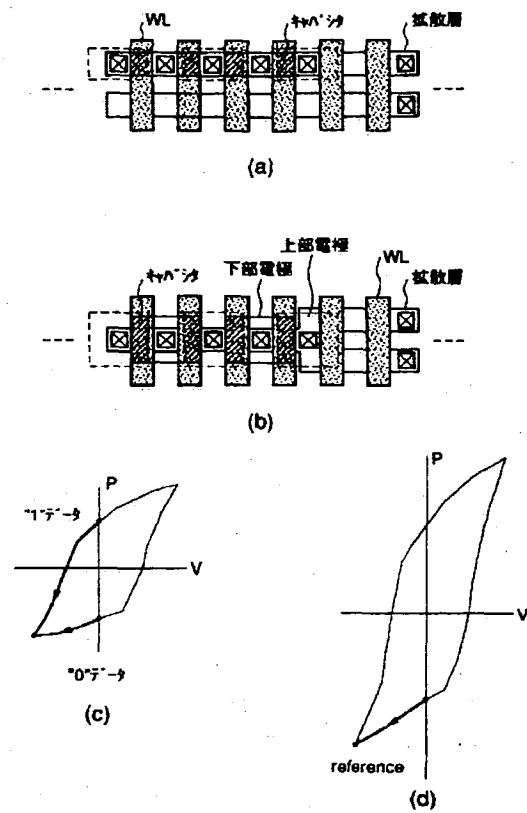 WL
ｷｬﾊﾟｼﾀ
拡散層
(a)
上部電極
WL
ｷｬﾊﾟｼﾀ
下部電極
拡散層
(b)
P
"1"ﾃﾞｰﾀ
V
"0"ﾃﾞｰﾀ
(c)
P
V
reference
(d)